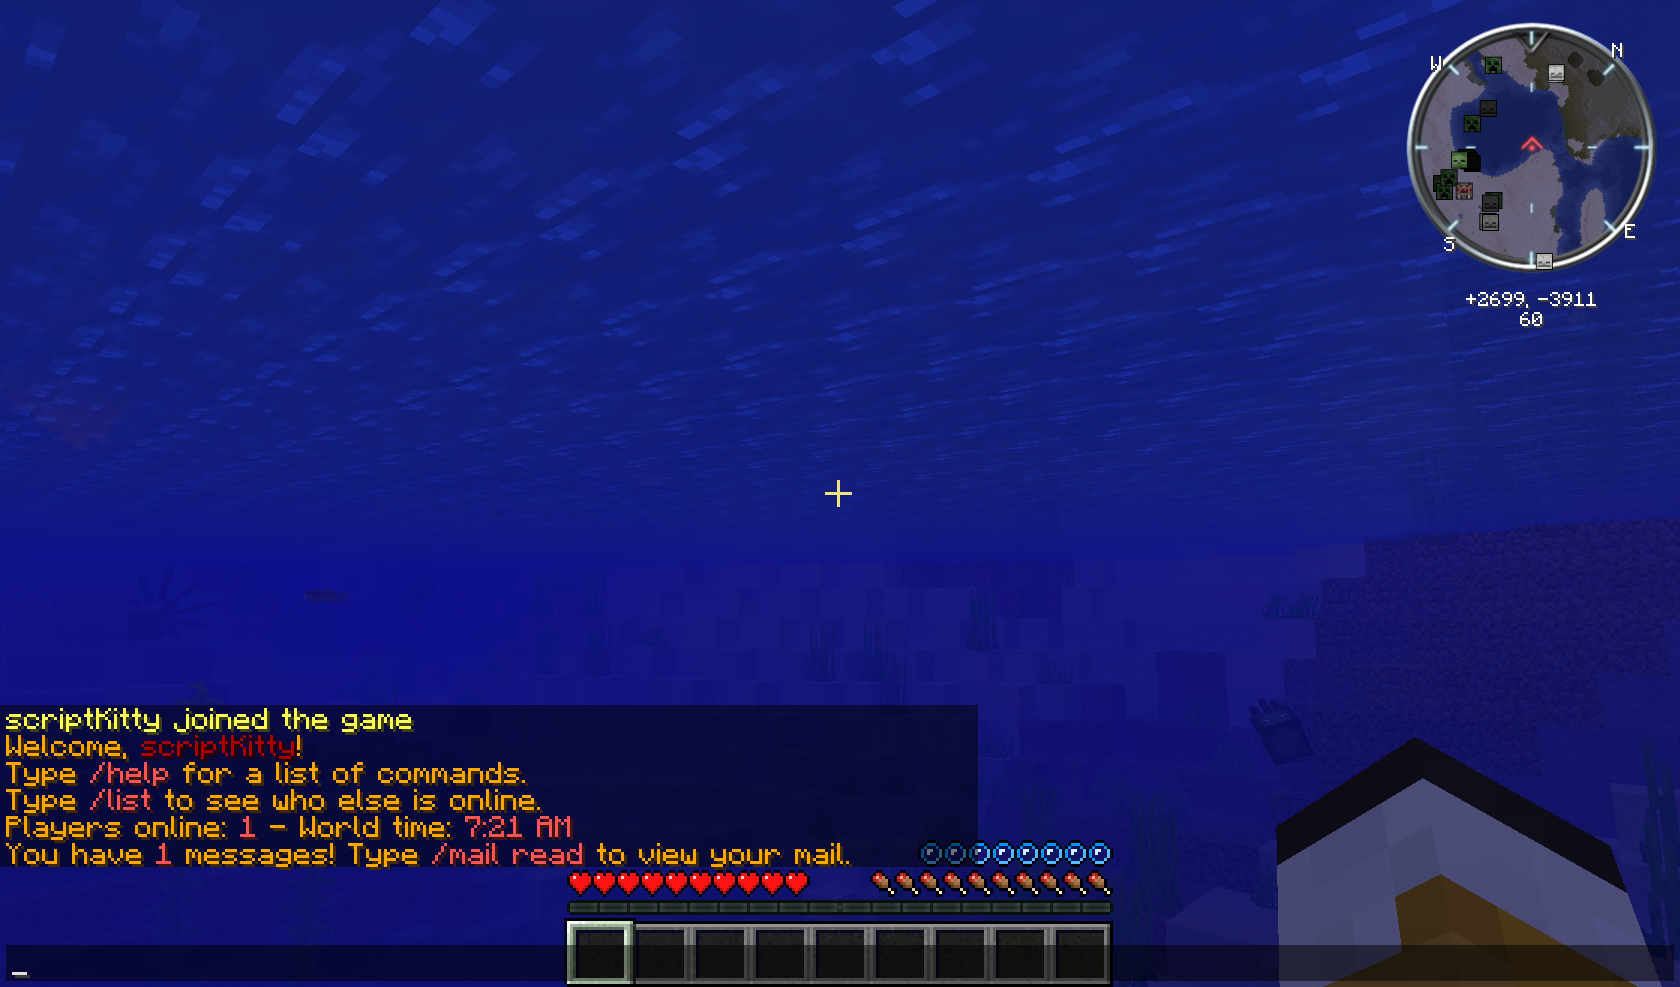 W
N
S
E
+2699, -3911
60
scriptKitty joined the game
Welcome, scriptKitty!
Type /help for a list of commands.
Type /list to see who else is online.
Players online: 1 - World time: 7:21 AM
You have 1 messages! Type /mail read to view your mail.
_